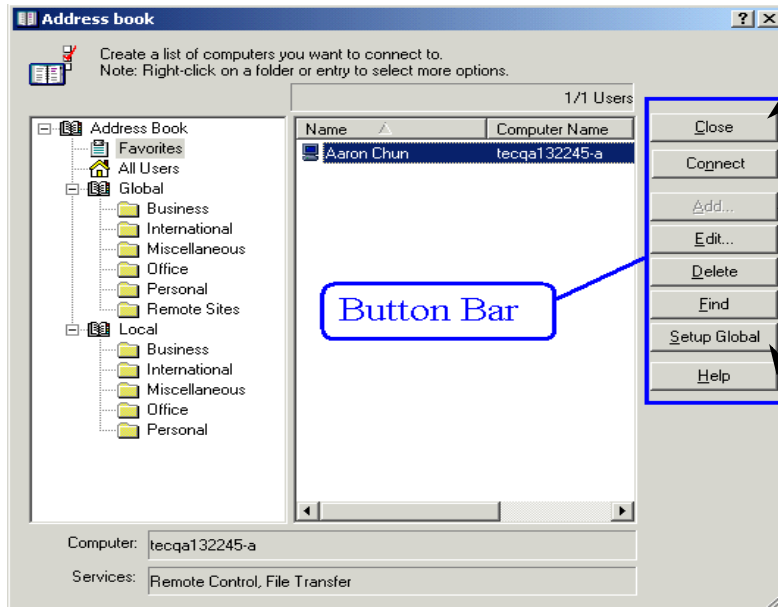 Address book
Create a list of computers you want to connect to.
Note: Right-click on a folder or entry to select more options.
1/1 Users
Address Book
Favorites
All Users
Global
Business
International
Miscellaneous
Office
Personal
Remote Sites
Local
Business
International
Miscellaneous
Office
Personal
Name Computer Name
Aaron Chun tecqa132245-a
Button Bar
Close
Connect
Add...
Edit...
Delete
Find
Setup Global
Help
Computer: tecqa132245-a
Services: Remote Control, File Transfer